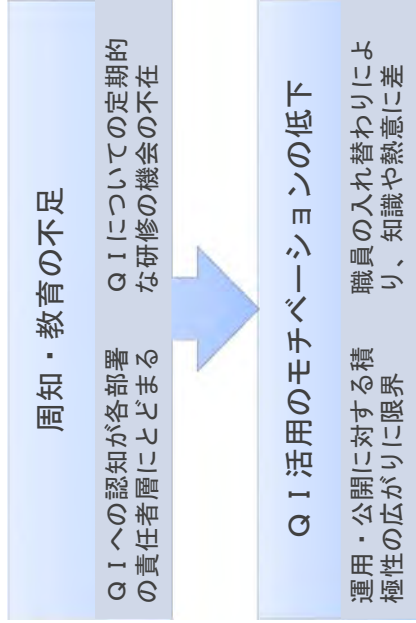 周知・教育の不足
ＱＩへの認知が各部署
の責任者層にとどまる
ＱＩについての定期的
な研修の機会の不在
ＱＩ活用のモチベーションの低下
運用・公開に対する積
極性の広がりに限界
職員の入れ替わりによ
り、知識や熱意に差